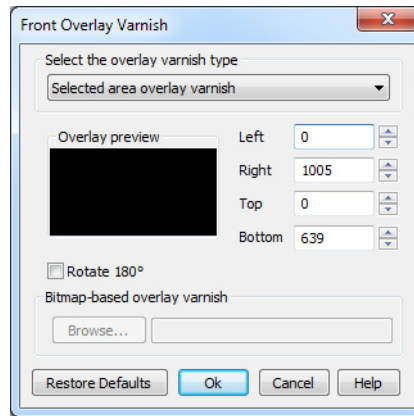 Front Overlay Varnish
Select the overlay varnish type
Selected area overlay varnish
Overlay preview
Left 0
Right 1005
Top 0
Bottom 639
Rotate 180°
Bitmap-based overlay varnish
Browse...
Restore Defaults Ok Cancel Help